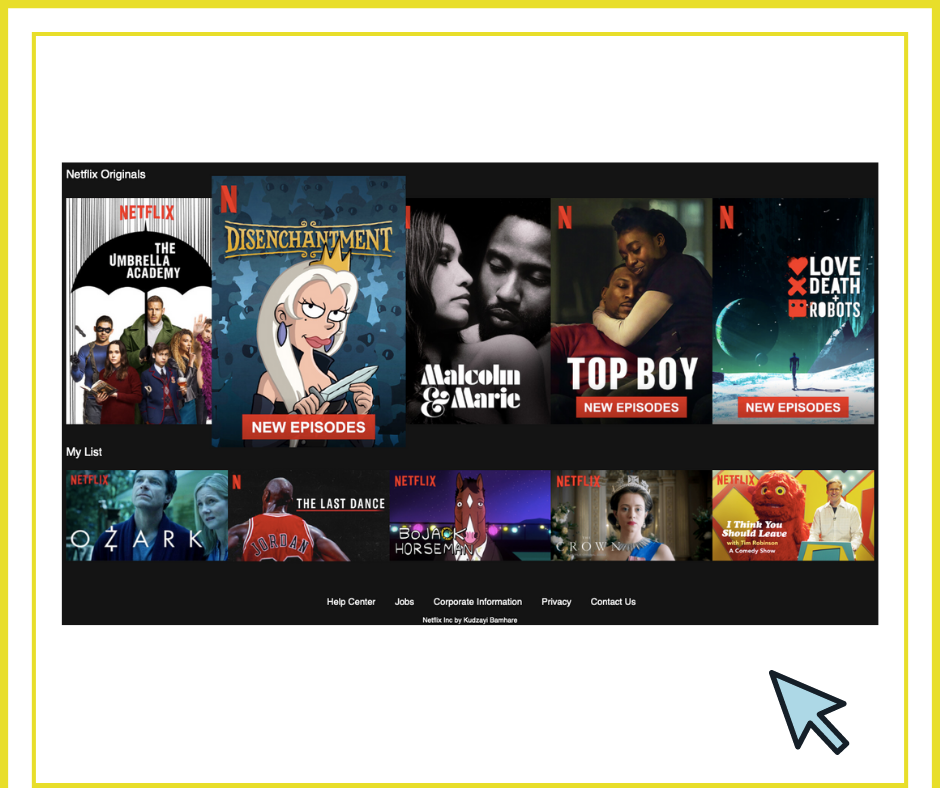 Netflix Originals
NETFLIX
THE
UMBRELLA
ACADEMY
N
DISENCHANTMENT
NEW EPISODES
Malcolm
& Marie
N
TOP BOY
NEW EPISODES
N
LOVE
DEATH
+
ROBOTS
NEW EPISODES
My List
NETFLIX
OZARK
N
THE LAST DANCE
JORDAN
NETFLIX
BOJACK
HORSEMAN
NETFLIX
CROWN
NETFLIX
I Think You
Should Leave
with Tim Robinson
A Comedy Show
Help Center Jobs Corporate Information Privacy Contact Us
Netflix Inc by Kudzayi Bamhare